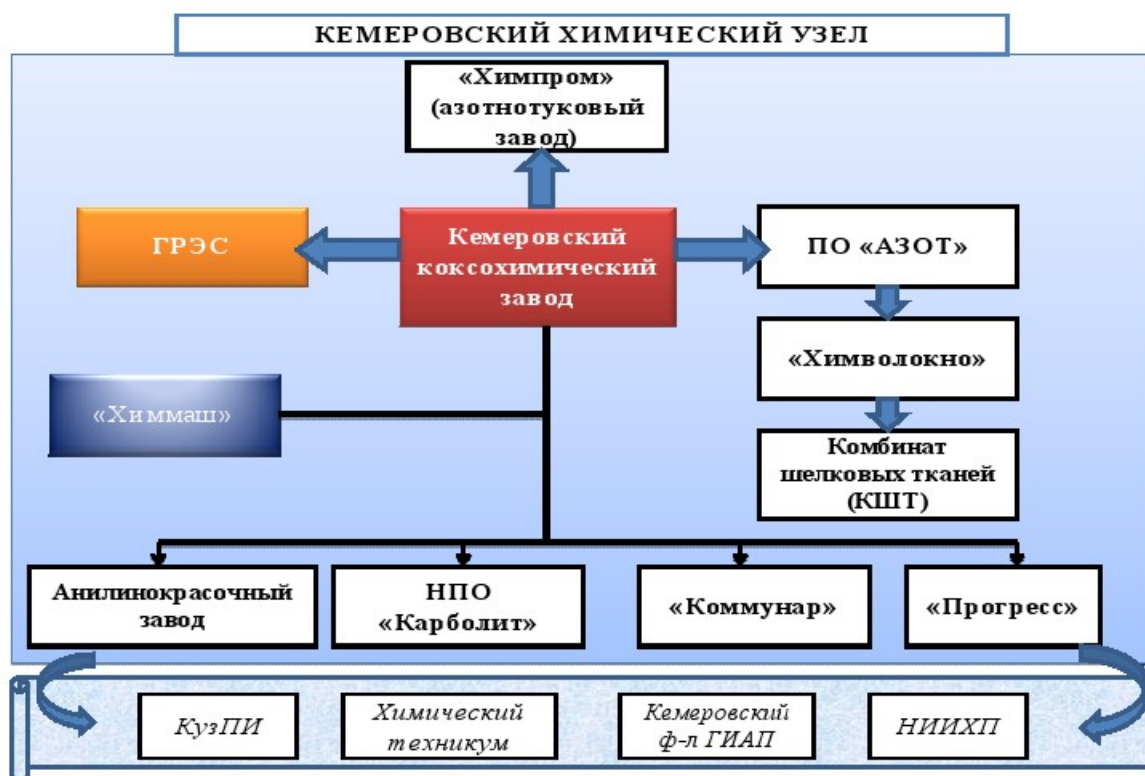 КЕМЕРОВСКИЙ ХИМИЧЕСКИЙ УЗЕЛ
«Химпром»
(азотнотуковый
завод)
ГРЭС
Кемеровский
коксохимический
завод
ПО «АЗОТ»
«Химволокно»
«Химмаш»
Комбинат
шелковых тканей
(КШТ)
Анилинокрасочный
завод
НПО
«Карболит»
«Коммунар»
«Прогресс»
КузПИ
Химический
техникум
Кемеровский
ф-л ГИАП
НИИХП